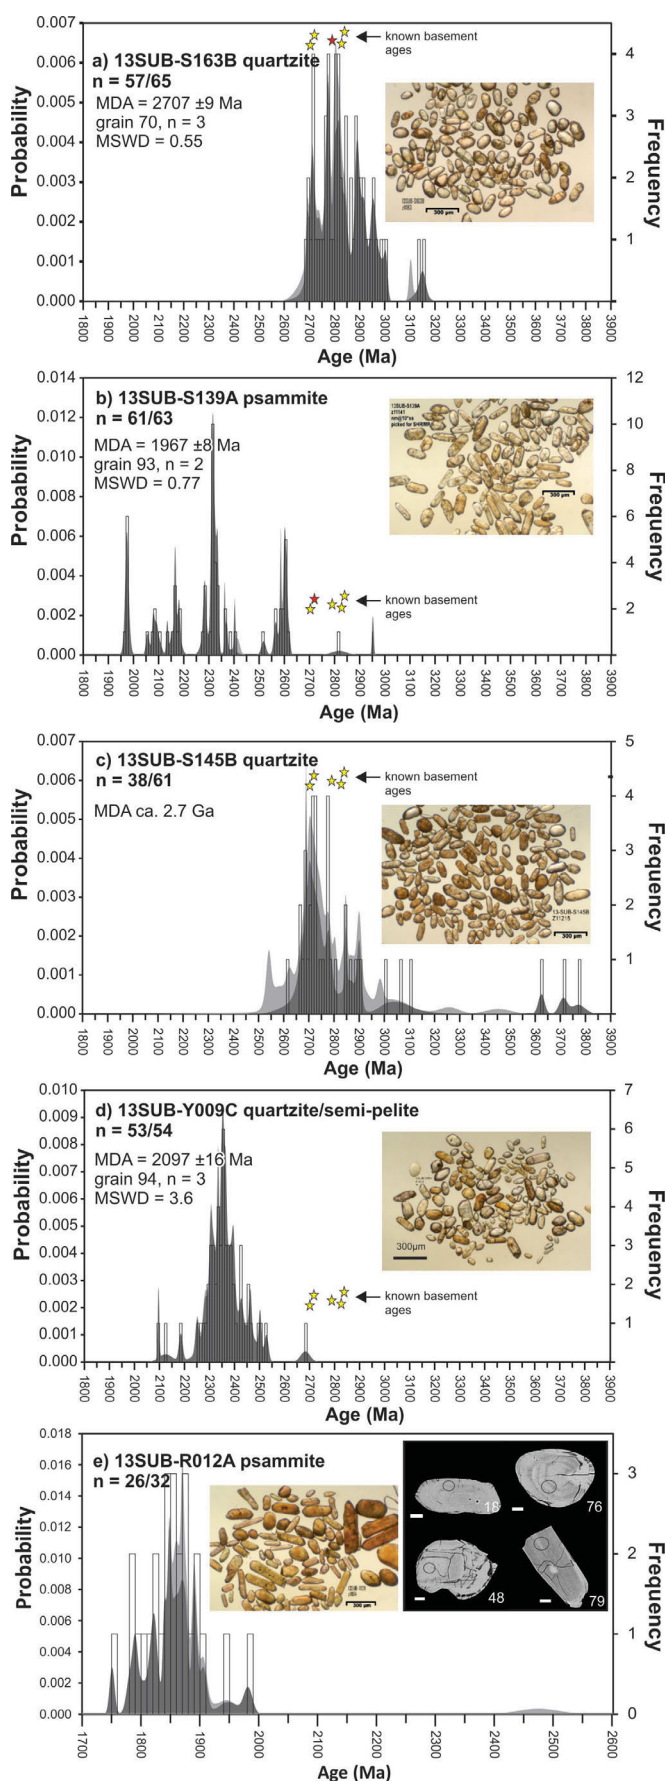 a) 13SUB-S163B quartzite
n = 57/65
MDA = 2707 ±9 Ma
grain 70, n = 3
MSWD = 0.55
known basement
ages
300 µm
Probability
0.007
0.006
0.005
0.004
0.003
0.002
0.001
0.000
Frequency
4
3
2
1
1800 1900 2000 2100 2200 2300 2400 2500 2600 2700 2800 2900 3000 3100 3200 3300 3400 3500 3600 3700 3800 3900
Age (Ma)
b) 13SUB-S139A psammite
n = 61/63
MDA = 1967 ±8 Ma
grain 93, n = 2
MSWD = 0.77
known basement
ages
13SUB-S139A
z11141
picked for SHRIMP
300 µm
Probability
0.014
0.012
0.010
0.008
0.006
0.004
0.002
0.000
Frequency
12
10
8
6
4
2
0
1800 1900 2000 2100 2200 2300 2400 2500 2600 2700 2800 2900 3000 3100 3200 3300 3400 3500 3600 3700 3800 3900
Age (Ma)
c) 13SUB-S145B quartzite
n = 38/61
MDA ca. 2.7 Ga
known basement
ages
13-SUB-S145B
Z11215
300 µm
Probability
0.007
0.006
0.005
0.004
0.003
0.002
0.001
0.000
Frequency
5
4
3
2
1
1800 1900 2000 2100 2200 2300 2400 2500 2600 2700 2800 2900 3000 3100 3200 3300 3400 3500 3600 3700 3800 3900
Age (Ma)
d) 13SUB-Y009C quartzite/semi-pelite
n = 53/54
MDA = 2097 ±16 Ma
grain 94, n = 3
MSWD = 3.6
known basement
ages
300µm
Probability
0.010
0.009
0.008
0.007
0.006
0.005
0.004
0.003
0.002
0.001
0.000
Frequency
7
6
5
4
3
2
1
1800 1900 2000 2100 2200 2300 2400 2500 2600 2700 2800 2900 3000 3100 3200 3300 3400 3500 3600 3700 3800 3900
Age (Ma)
e) 13SUB-R012A psammite
n = 26/32
300 µm
18
76
48
79
Probability
0.018
0.016
0.014
0.012
0.010
0.008
0.006
0.004
0.002
0.000
Frequency
3
2
1
0
1700 1800 1900 2000 2100 2200 2300 2400 2500 2600
Age (Ma)